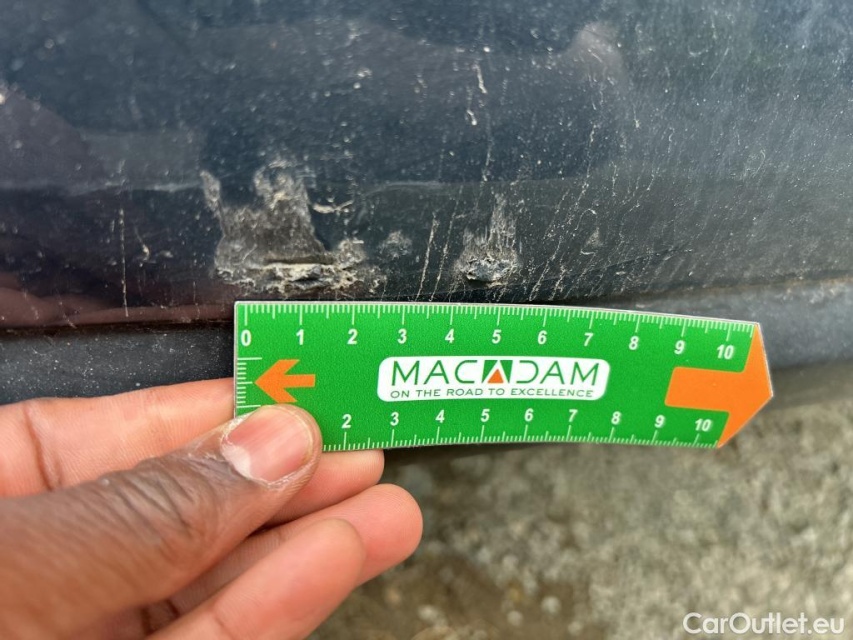 0 1 2 3 4 5 6 7 8 9 10
MACADAM
ON THE ROAD TO EXCELLENCE
2 3 4 5 6 7 8 9 10
CarOutlet.eu